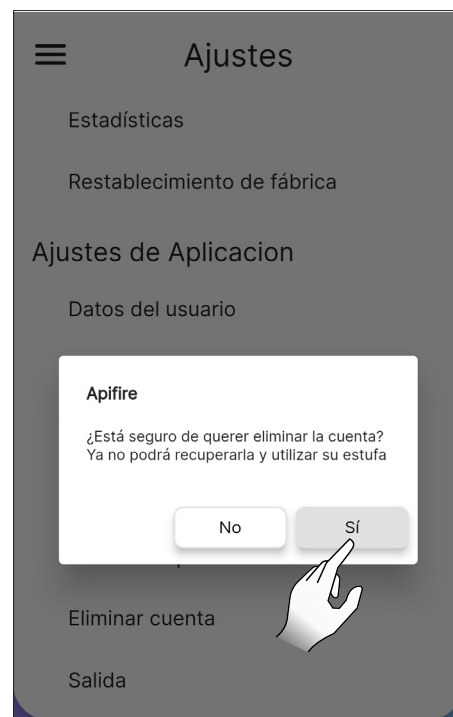 Ajustes
Estadísticas
Restablecimiento de fábrica
Ajustes de Aplicacion
Datos del usuario
Apifire
¿Está seguro de querer eliminar la cuenta?
Ya no podrá recuperarla y utilizar su estufa
No
Sí
Eliminar cuenta
Salida